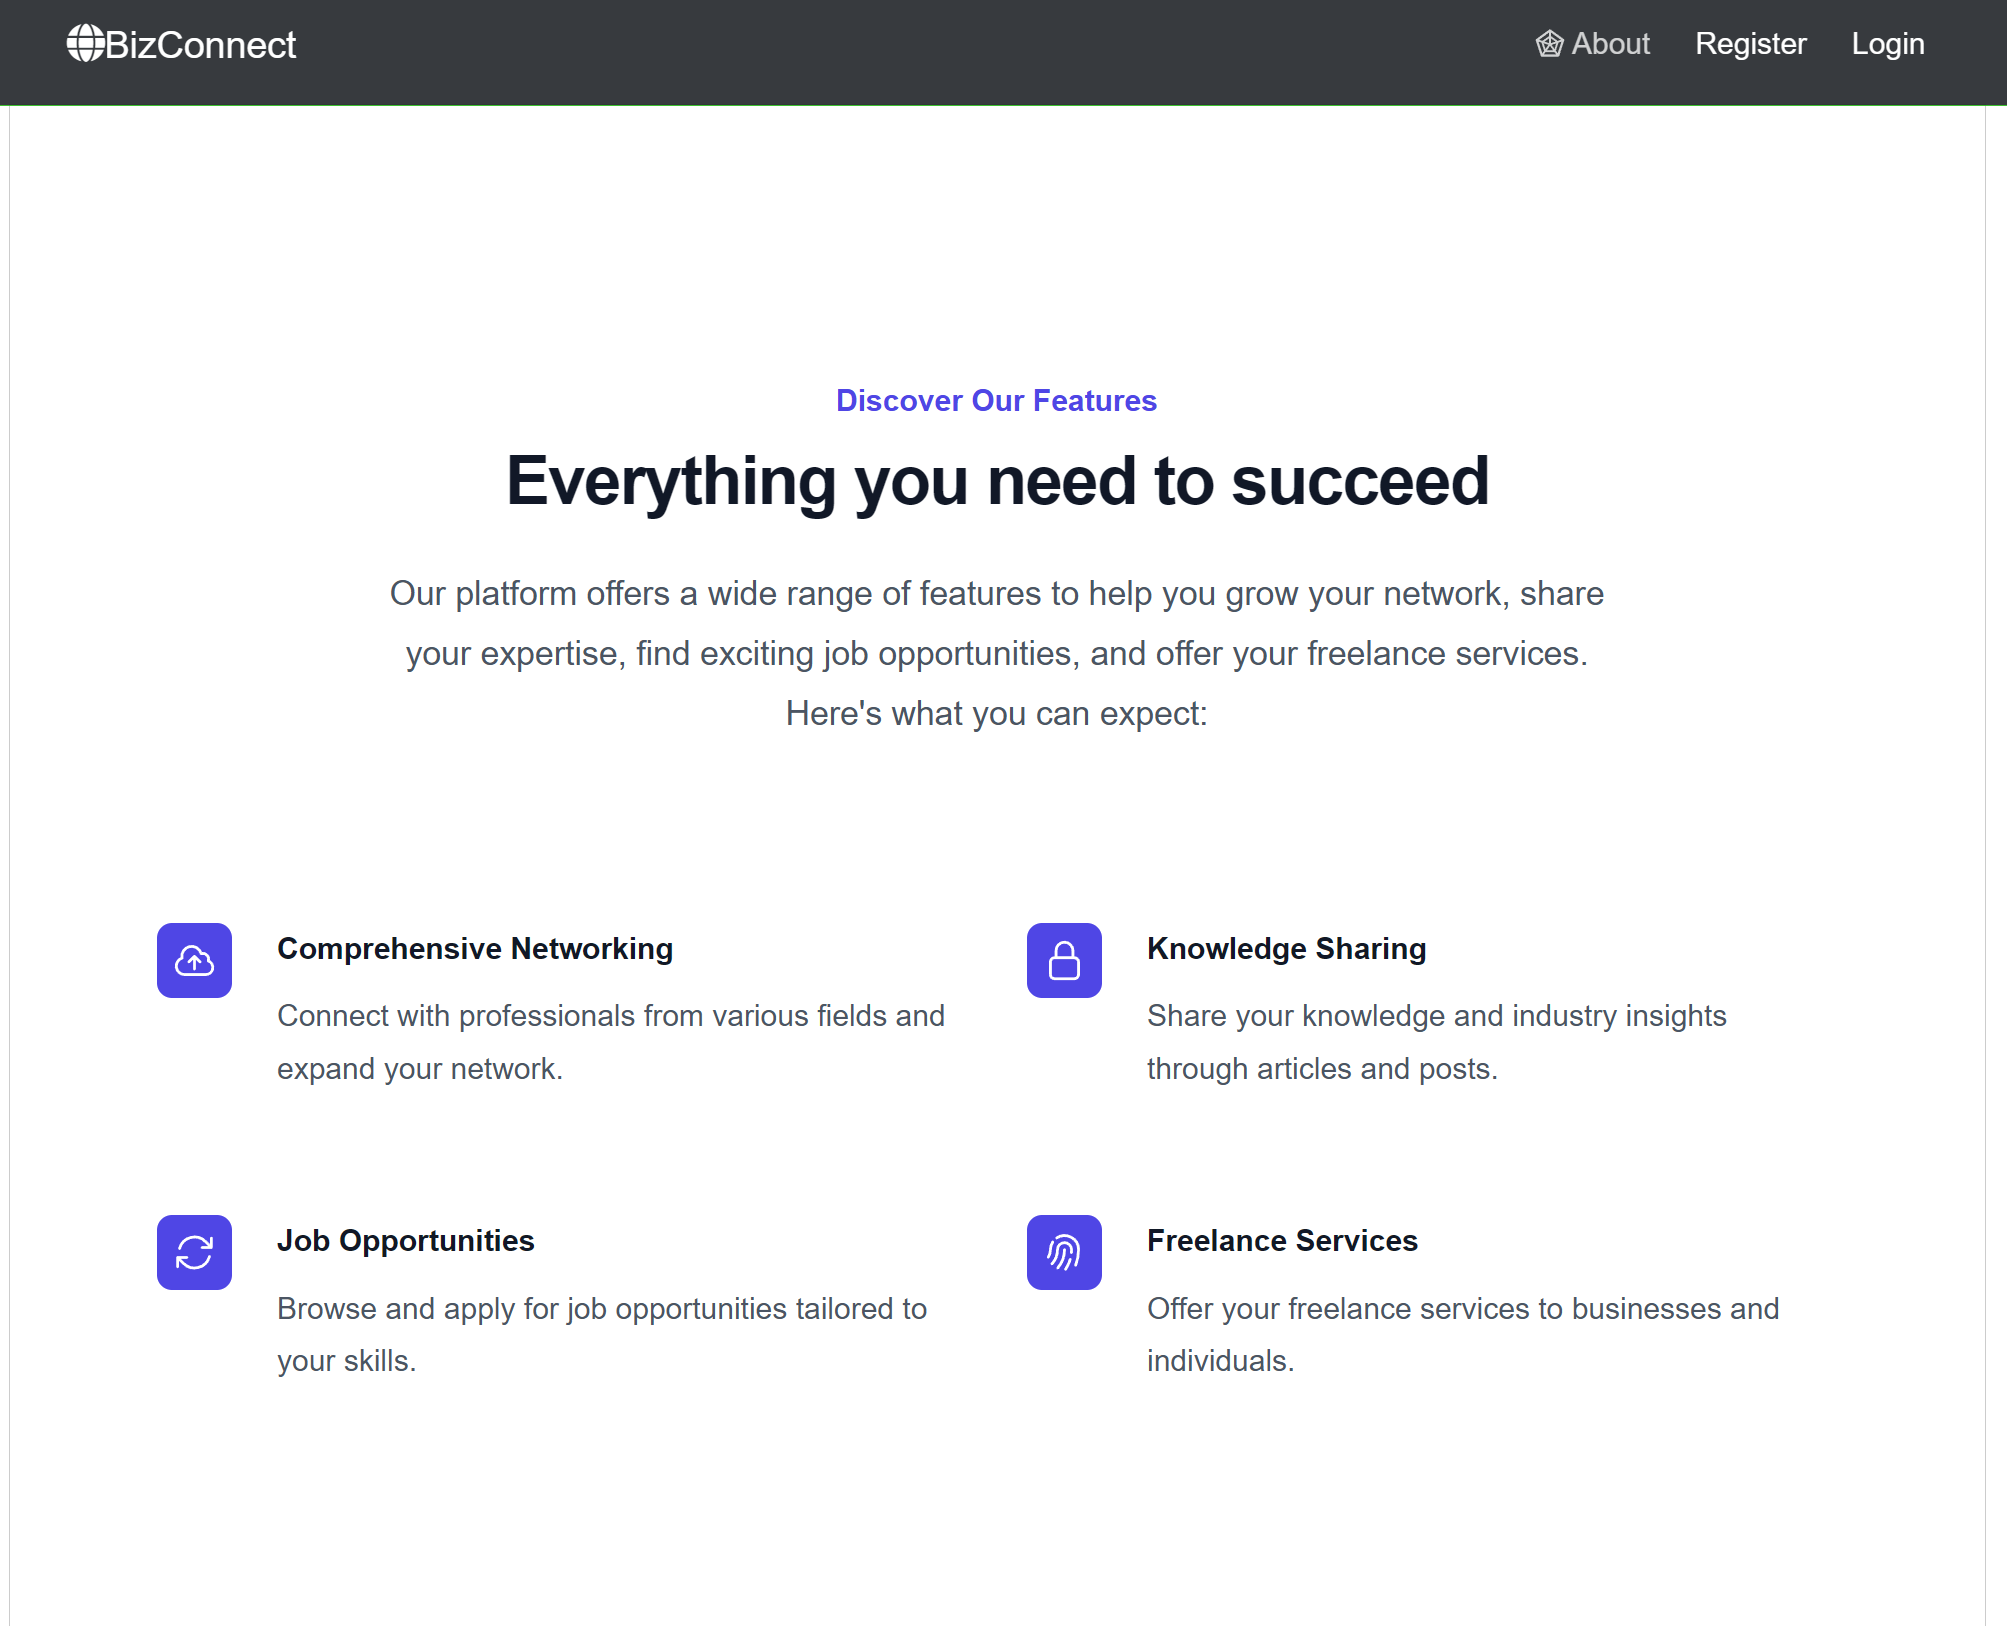 BizConnect
About
Register
Login
Discover Our Features
Everything you need to succeed
Our platform offers a wide range of features to help you grow your network, share
your expertise, find exciting job opportunities, and offer your freelance services.
Here's what you can expect:
Comprehensive Networking
Connect with professionals from various fields and
expand your network.
Knowledge Sharing
Share your knowledge and industry insights
through articles and posts.
Job Opportunities
Browse and apply for job opportunities tailored to
your skills.
Freelance Services
Offer your freelance services to businesses and
individuals.